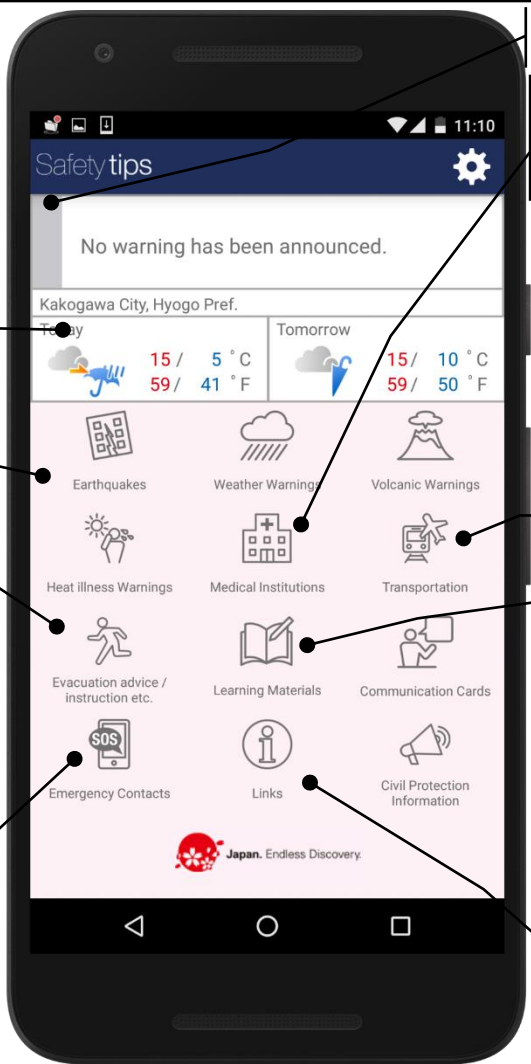 11:10
Safety tips
No warning has been announced.
Kakogawa City, Hyogo Pref.
Today
Tomorrow
15 / 5 °C
15 / 10 °C
59 / 41 °F
59 / 50 °F
Earthquakes
Weather Warnings
Volcanic Warnings
Heat illness Warnings
Medical Institutions
Transportation
Evacuation advice /
instruction etc.
Learning Materials
Communication Cards
SOS
Emergency Contacts
Links
Civil Protection
Information
Japan. Endless Discovery.